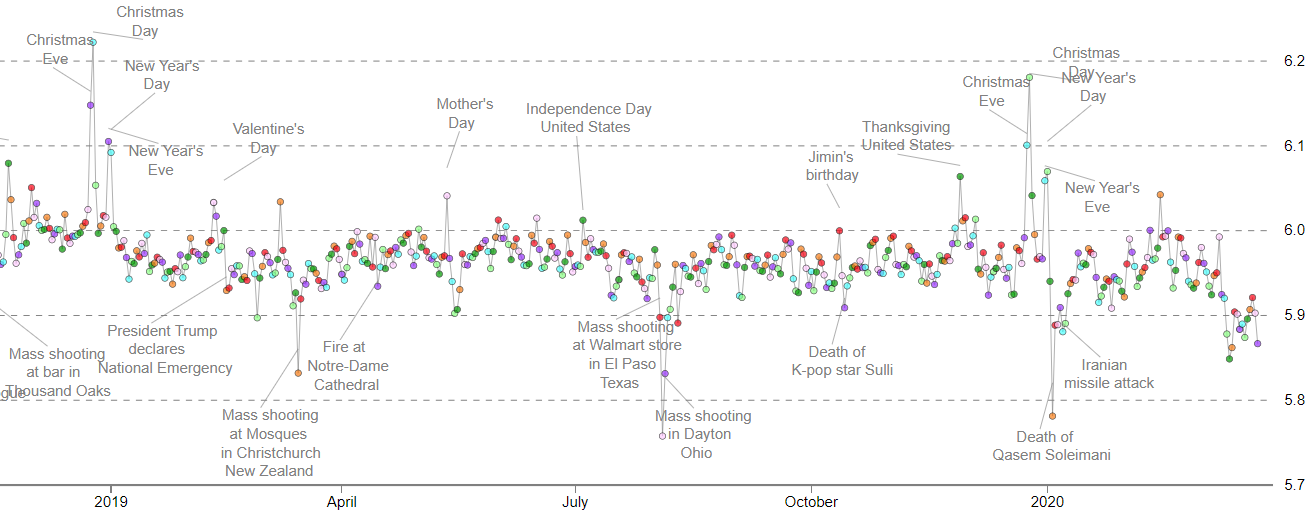 Christmas
Day
Christmas
Eve
New Year's
Day
New Year's
Eve
Valentine's
Day
Mother's
Day
Independence Day
United States
Jimin's
birthday
Thanksgiving
United States
Christmas
Eve
Christmas
Day
New Year's
Day
New Year's
Eve
Mass shooting
at bar in
Thousand Oaks
gue
President Trump
declares
National Emergency
Mass shooting
at Mosques
in Christchurch
New Zealand
Fire at
Notre-Dame
Cathedral
Mass shooting
at Walmart store
in El Paso
Texas
Mass shooting
in Dayton
Ohio
Death of
K-pop star Sulli
Iranian
missile attack
Death of
Qasem Soleimani
6.2
6.1
6.0
5.9
5.8
5.7
2019
April
July
October
2020